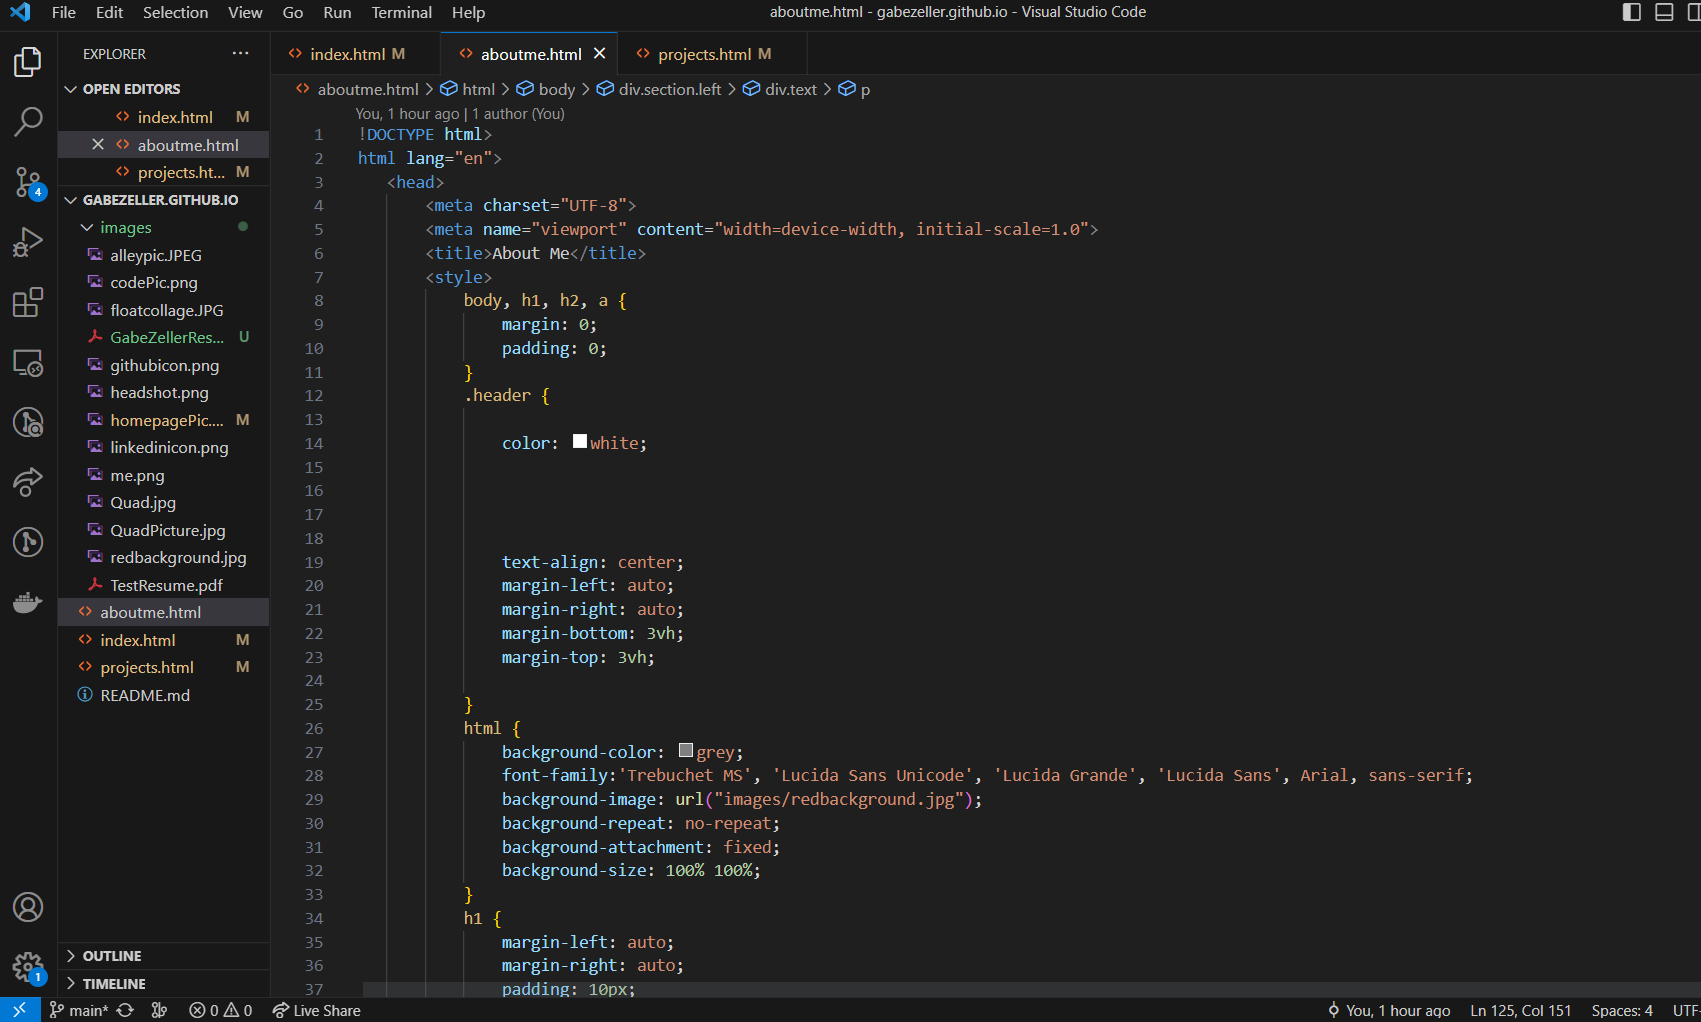 File Edit Selection View Go Run Terminal Help
aboutme.html - gabezeller.github.io - Visual Studio Code
EXPLORER ···
OPEN EDITORS
index.html M
aboutme.html
projects.ht... M
GABEZELLER.GITHUB.IO
images
alleypic.JPEG
codePic.png
floatcollage.JPG
GabeZellerRes... U
githubicon.png
headshot.png
homepagePic.... M
linkedinicon.png
me.png
Quad.jpg
QuadPicture.jpg
redbackground.jpg
TestResume.pdf
aboutme.html
index.html M
projects.html M
README.md
OUTLINE
TIMELINE
4
1
index.html M
aboutme.html
projects.html M
aboutme.html > html > body > div.section.left > div.text > p
You, 1 hour ago | 1 author (You)
1 !DOCTYPE html>
2 html lang="en">
3 <head>
4 <meta charset="UTF-8">
5 <meta name="viewport" content="width=device-width, initial-scale=1.0">
6 <title>About Me</title>
7 <style>
8 body, h1, h2, a {
9 margin: 0;
10 padding: 0;
11 }
12 .header {
13
14 color: white;
15
16
17
18
19 text-align: center;
20 margin-left: auto;
21 margin-right: auto;
22 margin-bottom: 3vh;
23 margin-top: 3vh;
24
25 }
26 html {
27 background-color: grey;
28 font-family:'Trebuchet MS', 'Lucida Sans Unicode', 'Lucida Grande', 'Lucida Sans', Arial, sans-serif;
29 background-image: url("images/redbackground.jpg");
30 background-repeat: no-repeat;
31 background-attachment: fixed;
32 background-size: 100% 100%;
33 }
34 h1 {
35 margin-left: auto;
36 margin-right: auto;
37 padding: 10px;
main* 0 0 Live Share
You, 1 hour ago Ln 125, Col 151 Spaces: 4 UTF-